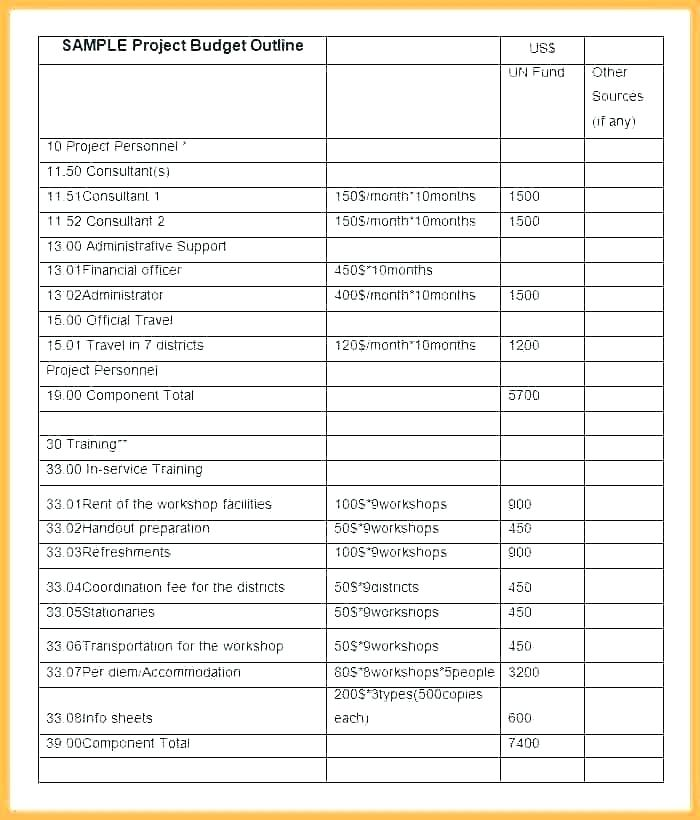 SAMPLE Project Budget Outline US$
UN Fund Other
Sources
(if any)
10 Project Personnel *
11.50 Consultant(s)
11.51Consultant 1 150$/month*10months 1500
11.52 Consultant 2 150$/month*10months 1500
13.00 Administrative Support
13.01Financial officer 450$*10months
13.02Administrator 400$/month*10months 1500
15.00 Official Travel
15.01 Travel in 7 districts 120$/month*10months 1200
Project Personnel
19.00 Component Total 5700
30 Training**
33.00 In-service Training
33.01Rent of the workshop facilities 100$*9workshops 900
33.02Handout preparation 50$*9workshops 450
33.03Refreshments 100$*9workshops 900
33.04Coordination fee for the districts 50$*9districts 450
33.05Stationaries 50$*9workshops 450
33.06Transportation for the workshop 50$*9workshops 450
33.07Per diem/Accommodation 80$*8workshops*5people 3200
200$*3types(500copies
33.08Info sheets each) 600
39.00Component Total 7400